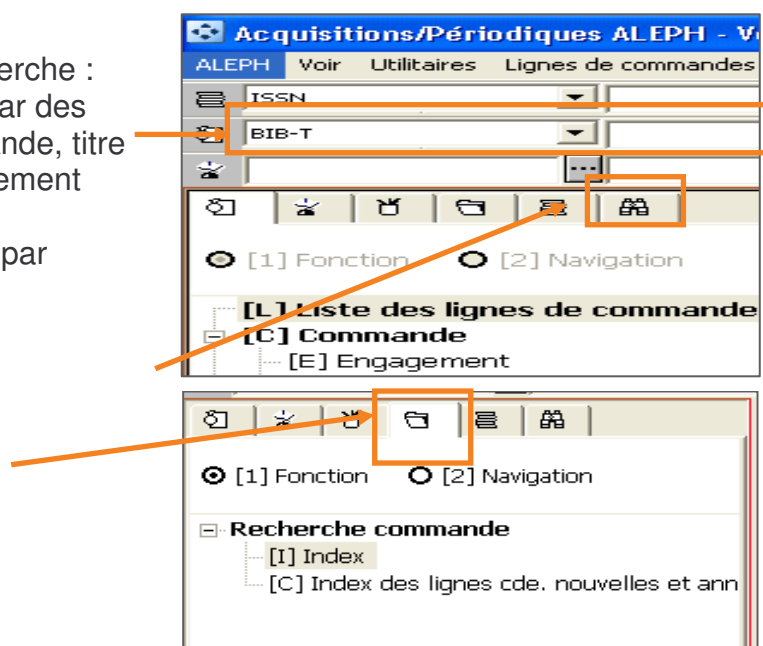 erche :
ar des
ande, titre
ement
par
Acquisitions/Périodiques ALEPH - V
ALEPH Voir Utilitaires Lignes de commandes
ISSN
BIB-T
...
[1] Fonction [2] Navigation
[L] Liste des lignes de commande
[C] Commande
[E] Engagement
[1] Fonction [2] Navigation
Recherche commande
[I] Index
[C] Index des lignes cde. nouvelles et ann